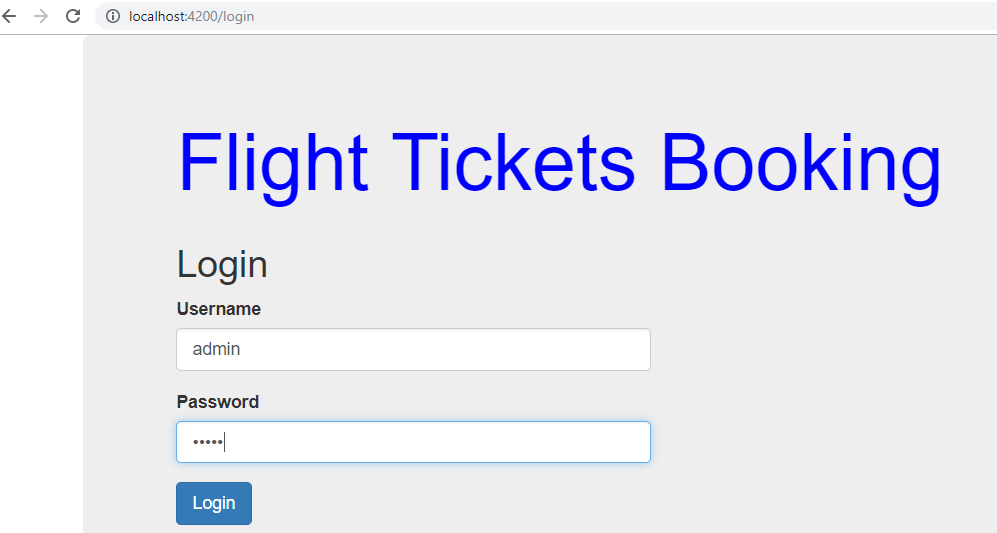 localhost:4200/login
Flight Tickets Booking
Login
Username
admin
Password
•••••
Login